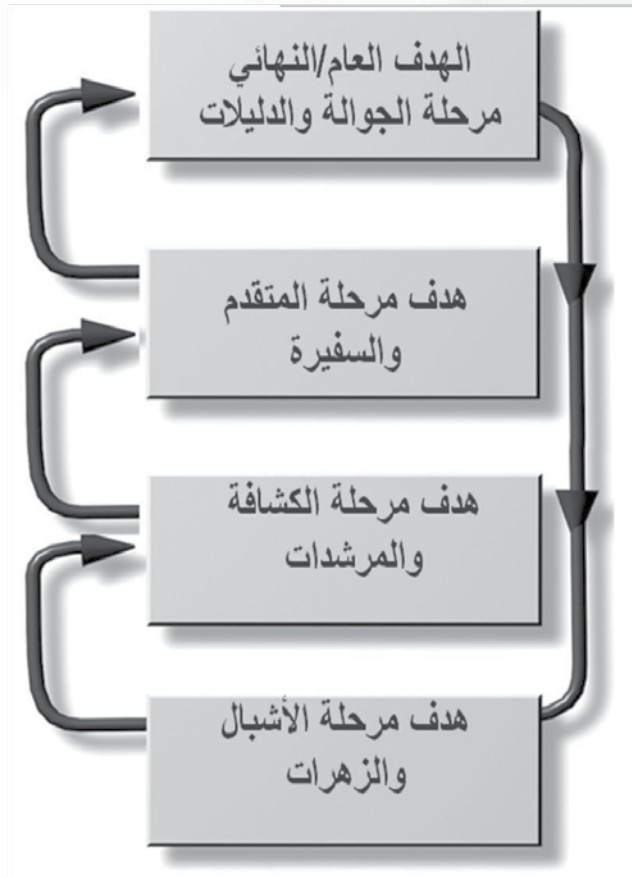 الهدف العام/النهائي
مرحلة الجوالة والدليلات
هدف مرحلة المتقدم
والسفيرة
هدف مرحلة الكشافة
والمرشدات
هدف مرحلة الأشبال
والزهرات